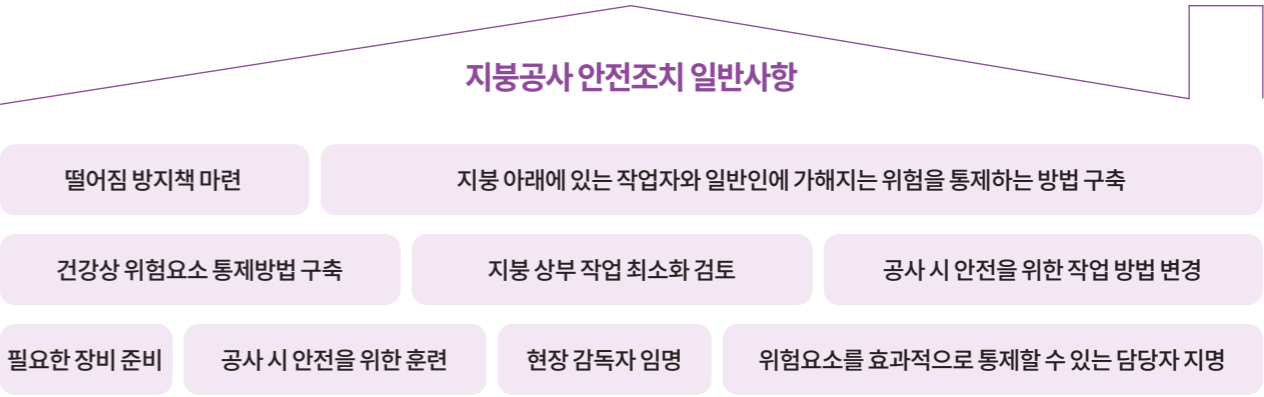 지붕공사 안전조치 일반사항
떨어짐 방지책 마련
지붕 아래에 있는 작업자와 일반인에 가해지는 위험을 통제하는 방법 구축
건강상 위험요소 통제방법 구축
지붕 상부 작업 최소화 검토
공사 시 안전을 위한 작업 방법 변경
필요한 장비 준비
공사 시 안전을 위한 훈련
현장 감독자 임명
위험요소를 효과적으로 통제할 수 있는 담당자 지명